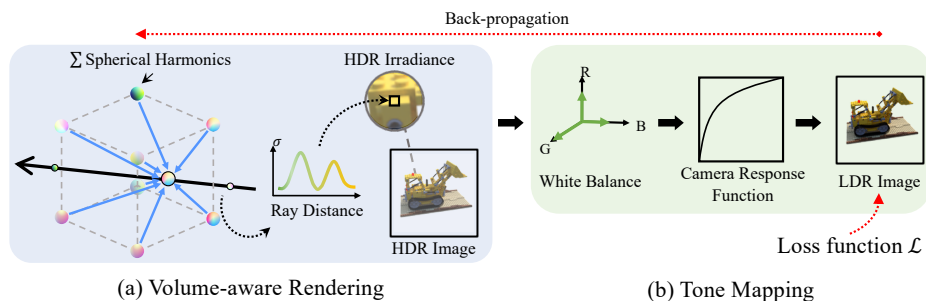 Back-propagation
∑ Spherical Harmonics
HDR Irradiance
σ
Ray Distance
HDR Image
R
B
G
White Balance
Camera Response
Function
LDR Image
Loss function ℒ
(a) Volume-aware Rendering
(b) Tone Mapping